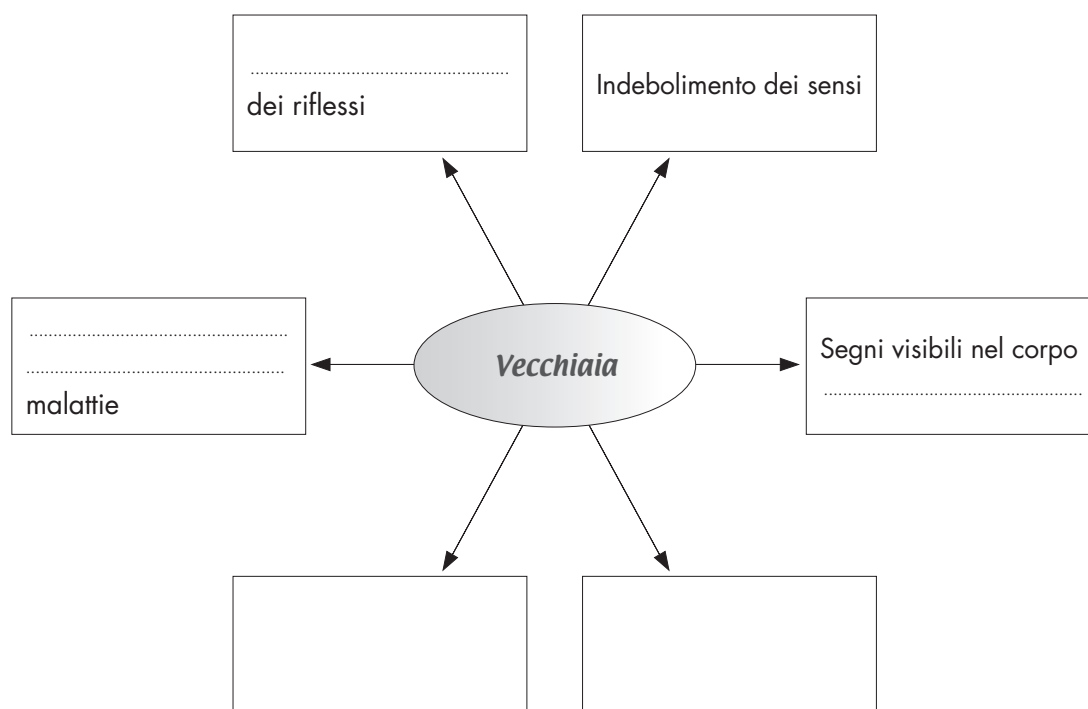 dei riflessi
Indebolimento dei sensi
malattie
Vecchiaia
Segni visibili nel corpo